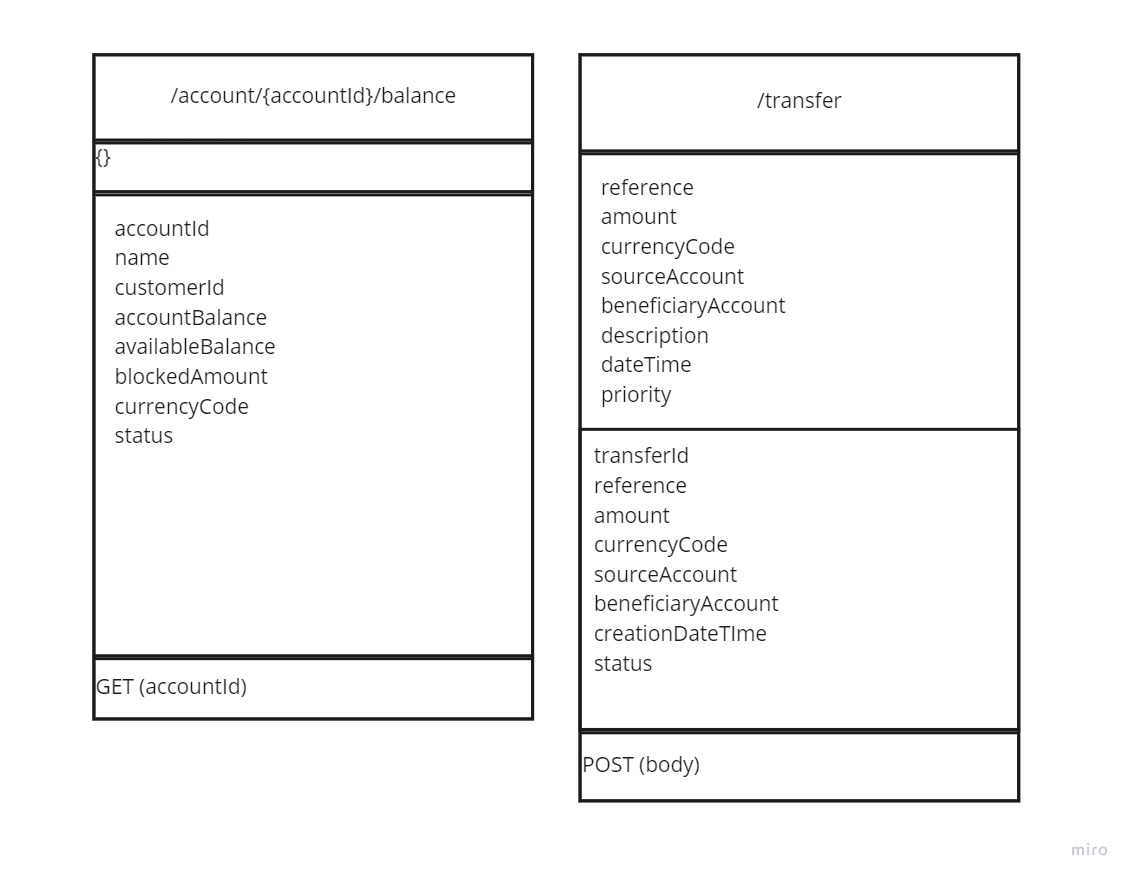 /account/{accountId}/balance
{}
accountId
name
customerId
accountBalance
availableBalance
blockedAmount
currencyCode
status
GET (accountId)
/transfer
reference
amount
currencyCode
sourceAccount
beneficiaryAccount
description
dateTime
priority
transferId
reference
amount
currencyCode
sourceAccount
beneficiaryAccount
creationDateTIme
status
POST (body)
miro